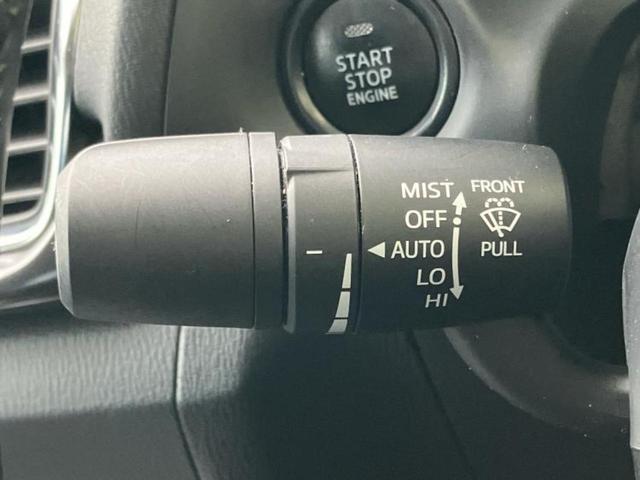 START
STOP
ENGINE
MIST FRONT
OFF
AUTO PULL
LO
HI